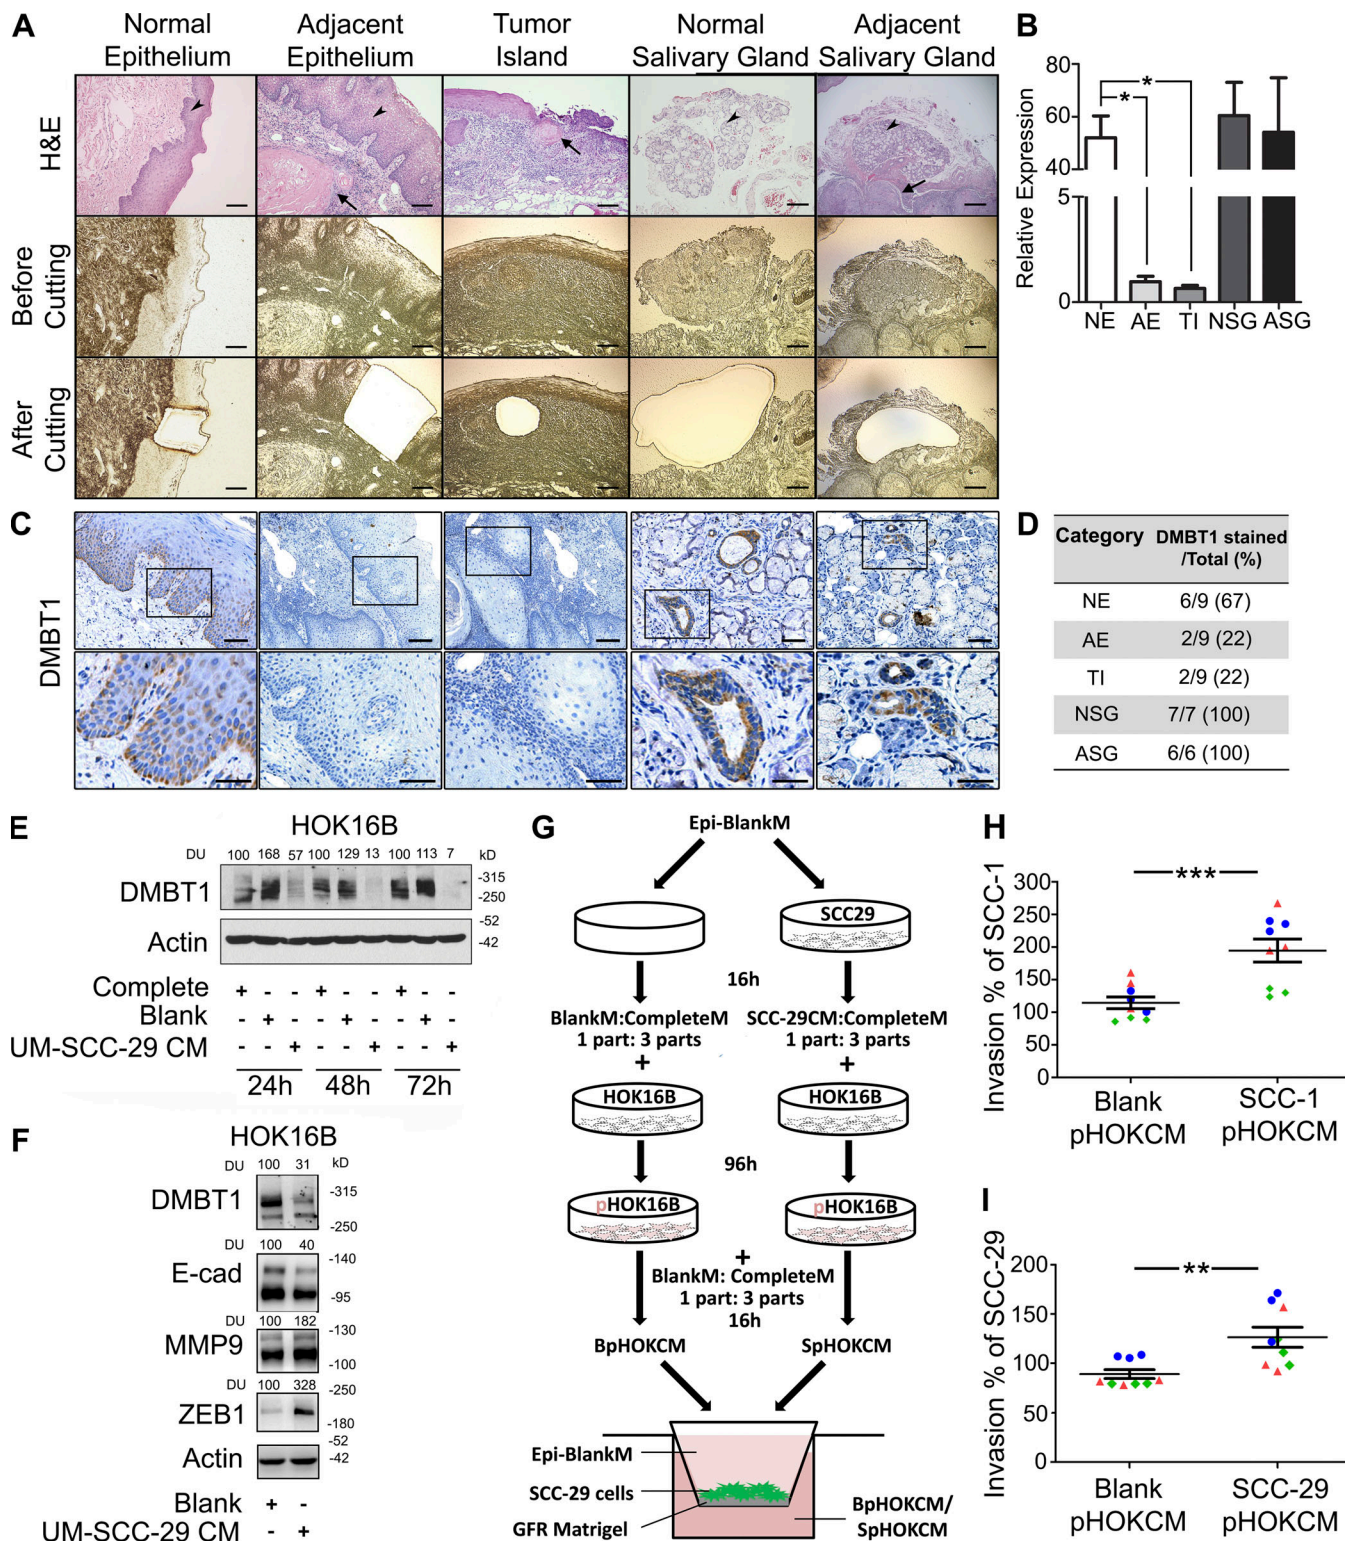 A
Normal
Epithelium
Adjacent
Epithelium
Tumor
Island
Normal
Salivary Gland
Adjacent
Salivary Gland
H&E
Before
Cutting
After
Cutting
B
Relative Expression
80
60
40
5
0
*
*
NE AE TI NSG ASG
C
DMBT1
D
Category DMBT1 stained
/Total (%)
NE 6/9 (67)
AE 2/9 (22)
TI 2/9 (22)
NSG 7/7 (100)
ASG 6/6 (100)
E
HOK16B
DU 100 168 57 100 129 13 100 113 7 kD
DMBT1 -315
-250
-52
Actin -42
Complete + - - + - - + - -
Blank - + - - + - - + -
UM-SCC-29 CM - - + - - + - - +
24h 48h 72h
F
HOK16B
DU 100 31 kD
DMBT1 -315
-250
DU 100 40 -140
E-cad -95
DU 100 182 -130
MMP9 -100
DU 100 328 -250
ZEB1 -180
-52
Actin -42
Blank + -
UM-SCC-29 CM - +
G
Epi-BlankM
SCC29
16h
BlankM:CompleteM SCC-29CM:CompleteM
1 part: 3 parts 1 part: 3 parts
+ +
HOK16B HOK16B
96h
pHOK16B pHOK16B
+
BlankM: CompleteM
1 part: 3 parts
16h
BpHOKCM SpHOKCM
Epi-BlankM
SCC-29 cells
GFR Matrigel
BpHOKCM/
SpHOKCM
H
Invasion % of SCC-1
300
250
200
150
100
50
0
***
Blank
pHOKCM
SCC-1
pHOKCM
I
Invasion % of SCC-29
200
150
100
50
0
**
Blank
pHOKCM
SCC-29
pHOKCM